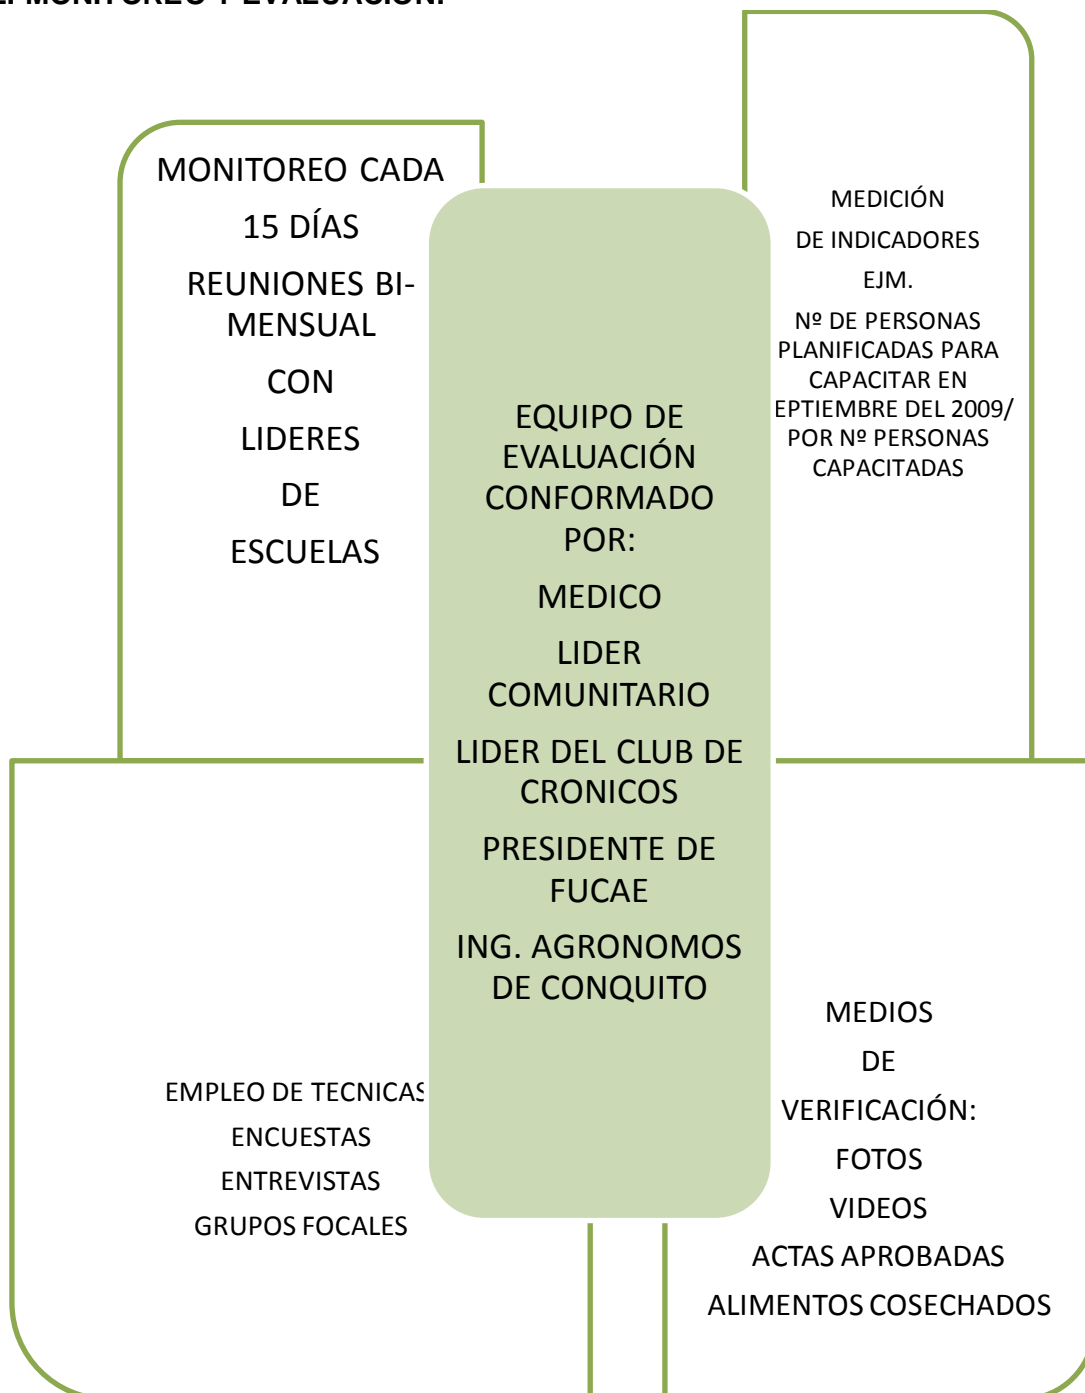 MONITOREO Y EVALUACIÓN.
MONITOREO CADA
15 DÍAS
REUNIONES BI-
MENSUAL
CON
LIDERES
DE
ESCUELAS
MEDICIÓN
DE INDICADORES
EJM.
Nº DE PERSONAS
PLANIFICADAS PARA
CAPACITAR EN
EPTIEMBRE DEL 2009/
POR Nº PERSONAS
CAPACITADAS
EQUIPO DE
EVALUACIÓN
CONFORMADO
POR:
MEDICO
LIDER
COMUNITARIO
LIDER DEL CLUB DE
CRONICOS
PRESIDENTE DE
FUCAE
ING. AGRONOMOS
DE CONQUITO
EMPLEO DE TECNICAS
ENCUESTAS
ENTREVISTAS
GRUPOS FOCALES
MEDIOS
DE
VERIFICACIÓN:
FOTOS
VIDEOS
ACTAS APROBADAS
ALIMENTOS COSECHADOS